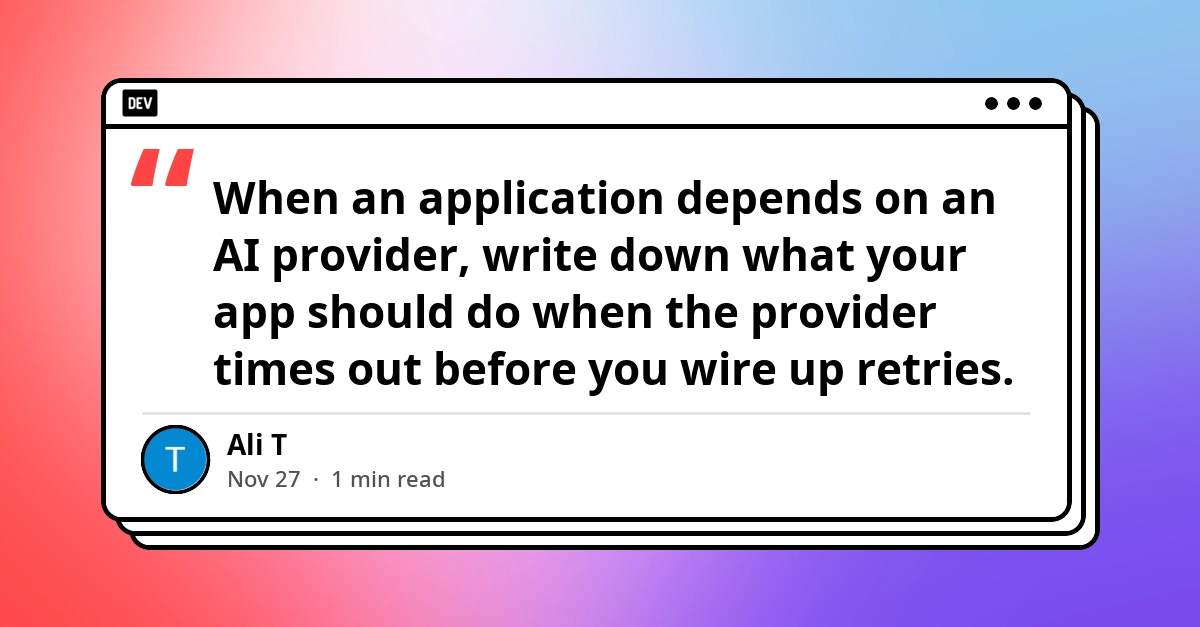 DEV
“
When an application depends on an
AI provider, write down what your
app should do when the provider
times out before you wire up retries.
T
Ali T
Nov 27 · 1 min read